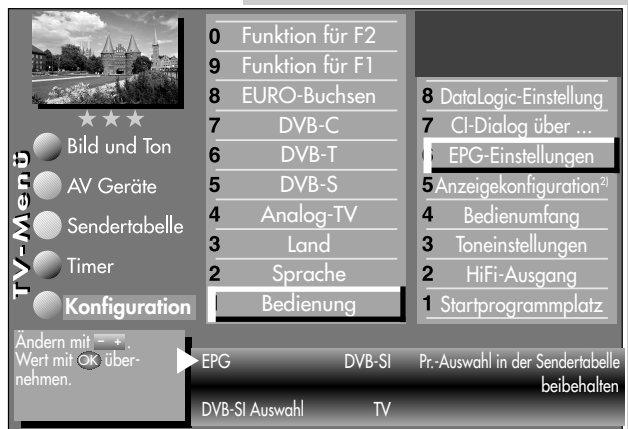 TV-Menü
Bild und Ton
AV Geräte
Sendertabelle
Timer
Konfiguration
0 Funktion für F2
9 Funktion für F1
8 EURO-Buchsen
7 DVB-C
6 DVB-T
5 DVB-S
4 Analog-TV
3 Land
2 Sprache
Bedienung
8 DataLogic-Einstellung
7 CI-Dialog über ...
6 EPG-Einstellungen
5 Anzeigekonfiguration2)
4 Bedienumfang
3 Toneinstellungen
2 HiFi-Ausgang
1 Startprogrammplatz
Ändern mit - + .
Wert mit OK über-
nehmen.
EPG DVB-SI Pr.-Auswahl in der Sendertabelle
beibehalten
DVB-SI Auswahl TV